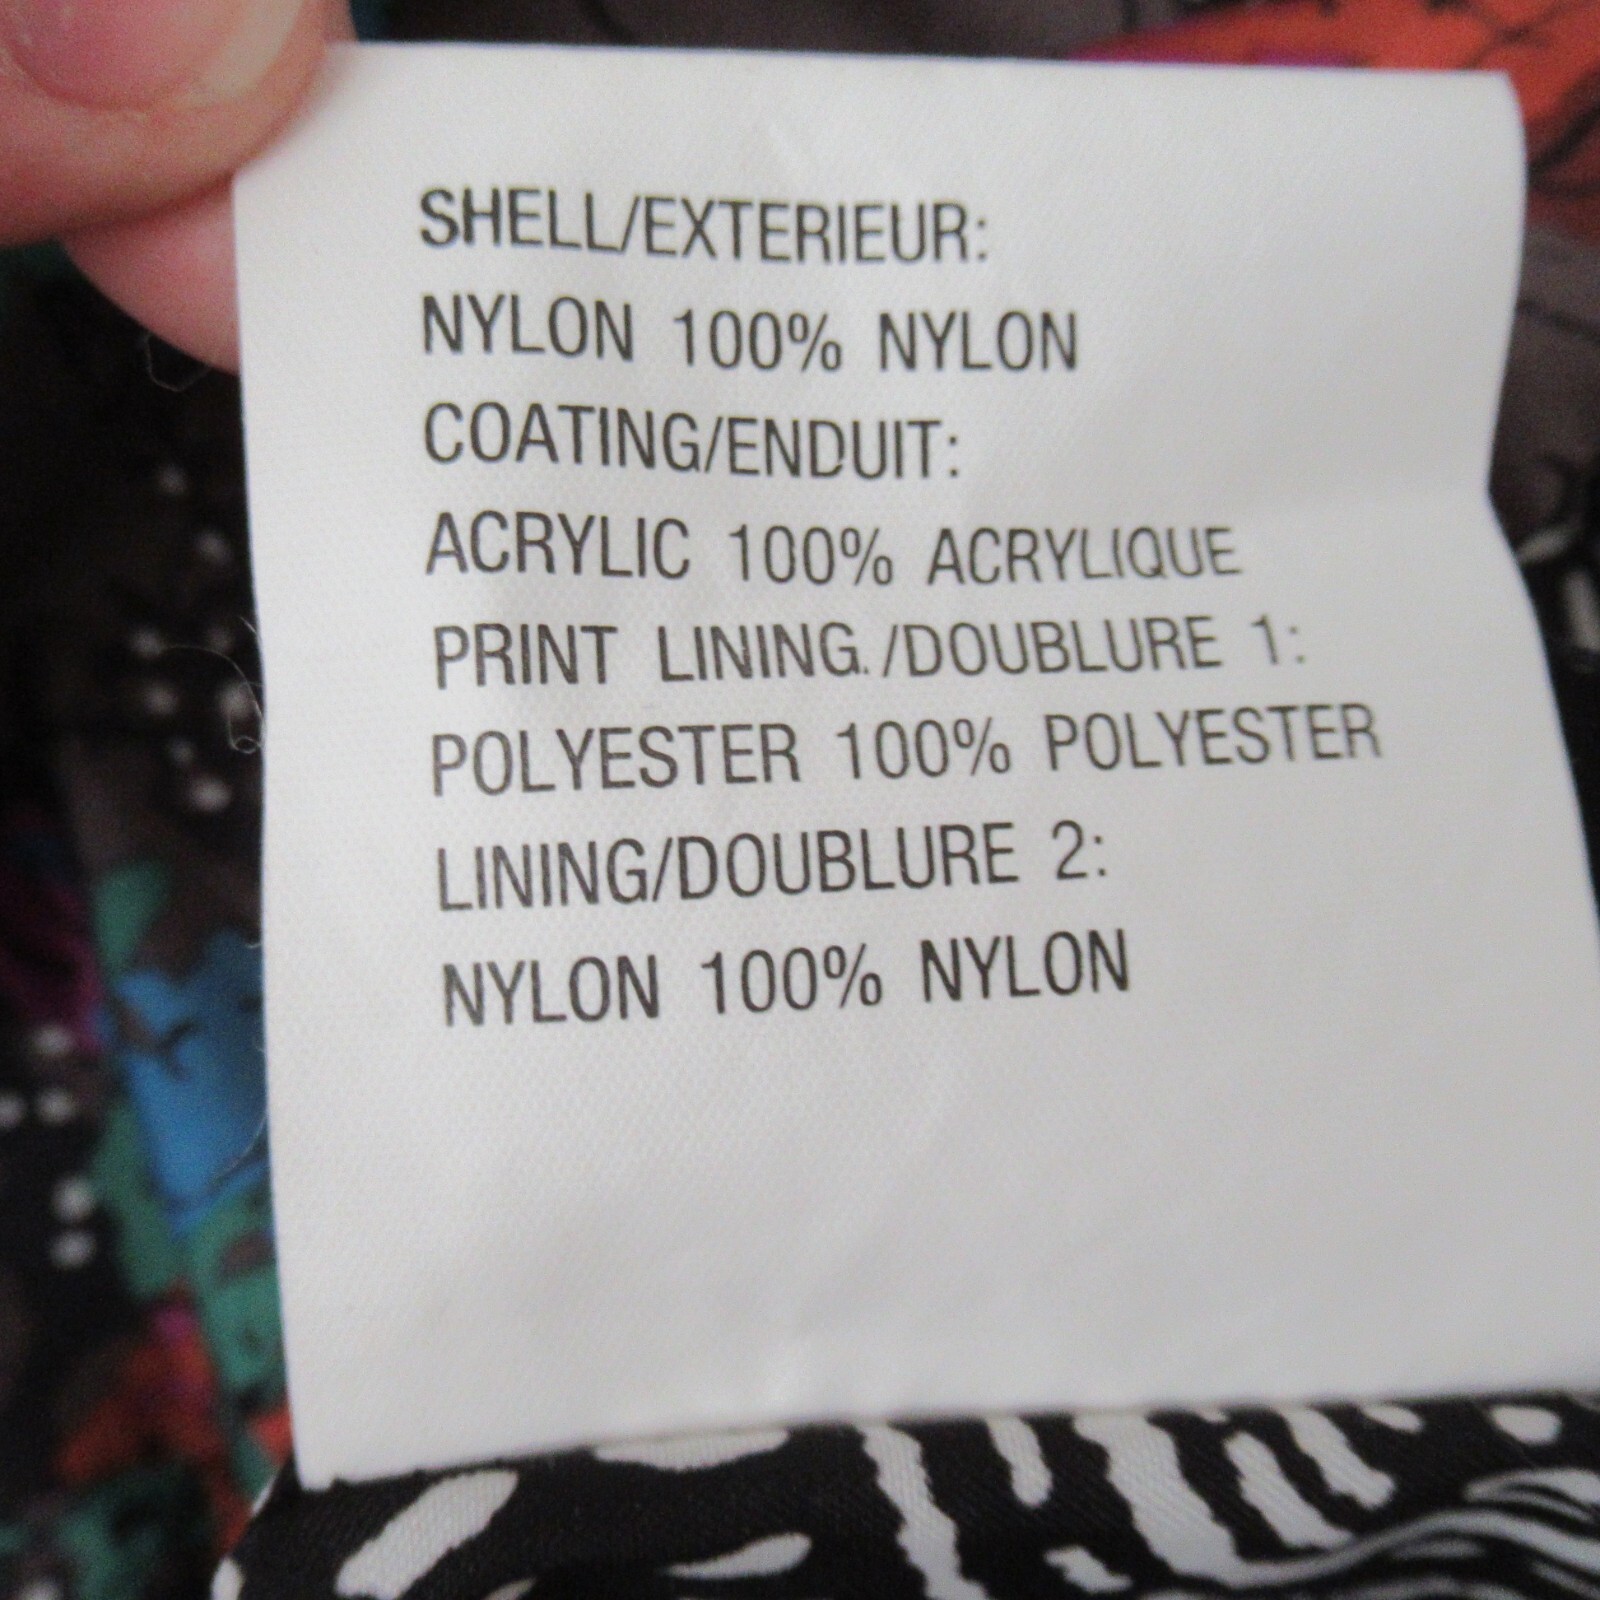 SHELL/EXTERIEUR:
NYLON 100% NYLON
COATING/ENDUIT:
ACRYLIC 100% ACRYLIQUE
PRINT LINING./DOUBLURE 1:
POLYESTER 100% POLYESTER
LINING/DOUBLURE 2:
NYLON 100% NYLON